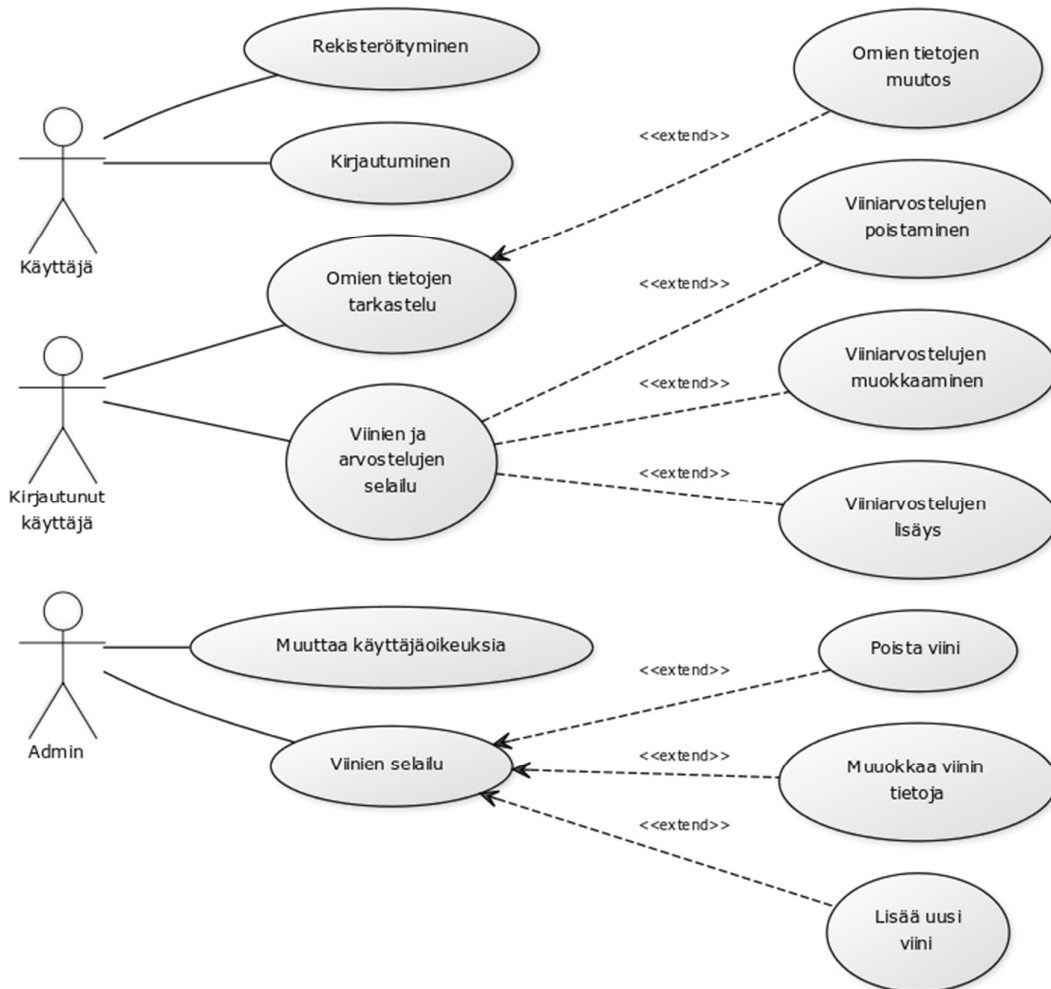 Rekisteröityminen
Omien tietojen
muutos
<<extend>>
Kirjautuminen
Viiniarvostelujen
poistaminen
Käyttäjä
Omien tietojen
tarkastelu
<<extend>>
Viiniarvostelujen
muokkaaminen
<<extend>>
Viinien ja
arvostelujen
selailu
<<extend>>
Kirjautunut
käyttäjä
Viiniarvostelujen
lisäys
Muuttaa käyttäjäoikeuksia
Poista viini
<<extend>>
Admin
Viinien selailu
<<extend>>
Muuokkaa viinin
tietoja
<<extend>>
Lisää uusi
viini